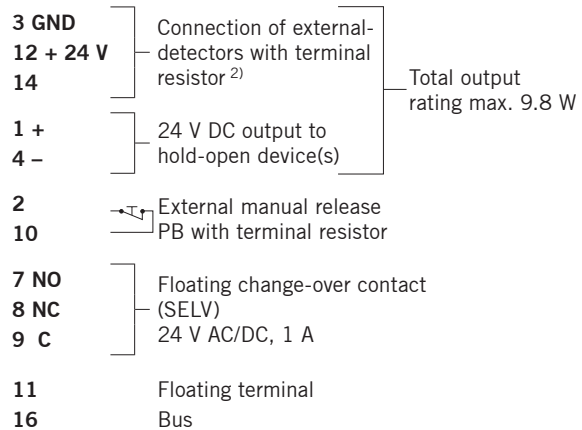 3 GND
12 + 24 V
14
Connection of external-
detectors with terminal
resistor 2)
1 +
4 –
24 V DC output to
hold-open device(s)
Total output
rating max. 9.8 W
2
10
External manual release
PB with terminal resistor
7 NO
8 NC
9 C
Floating change-over contact
(SELV)
24 V AC/DC, 1 A
11 Floating terminal
16 Bus